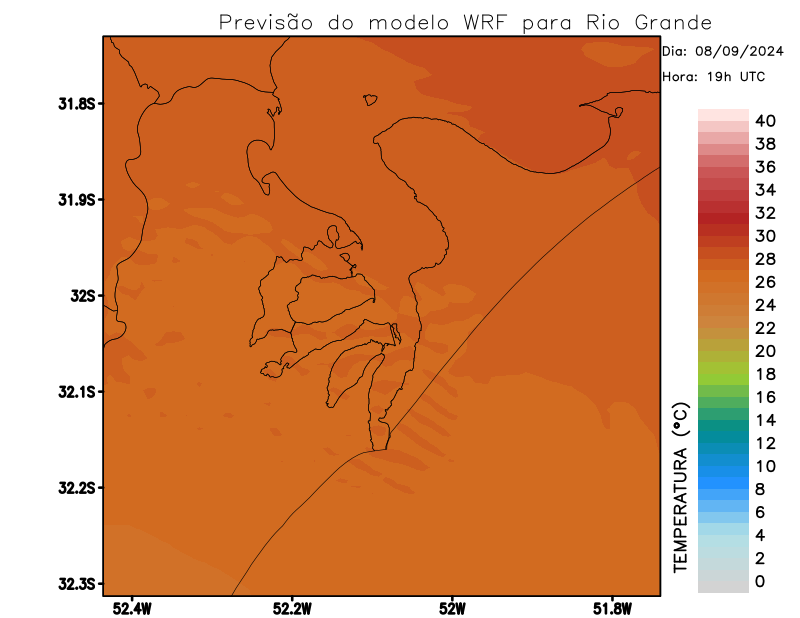 Previsão do modelo WRF para Rio Grande
Dia: 08/09/2024
Hora: 19h UTC
31.8S
31.9S
32S
32.1S
32.2S
32.3S
52.4W
52.2W
52W
51.8W
40
38
36
34
32
30
28
26
24
22
20
18
16
14
12
10
8
6
4
2
0
TEMPERATURA (°C)